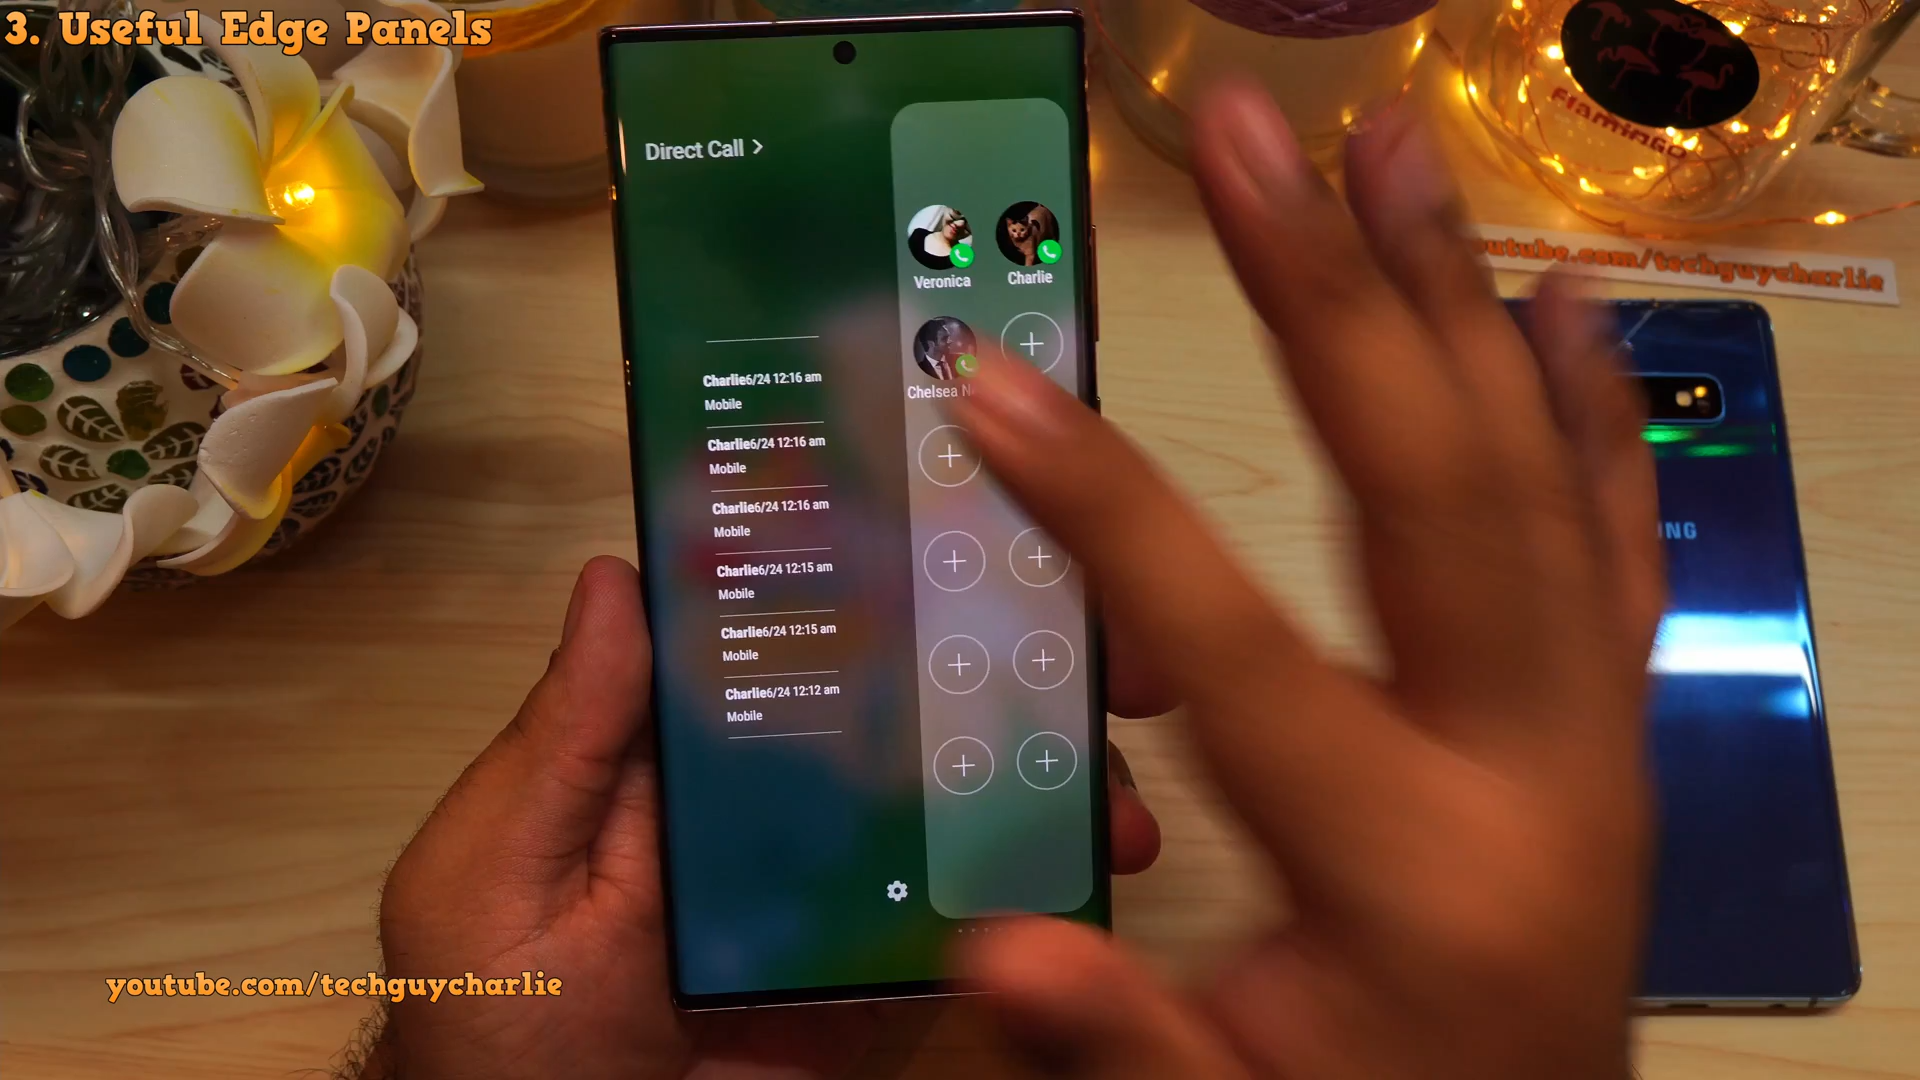 3. Useful Edge Panels
Flamingo
youtube.com/techguycharlie
Direct Call >
Veronica
Charlie
Chelsea
Charlie6/24 12:16 am
Mobile
Charlie6/24 12:16 am
Mobile
Charlie6/24 12:16 am
Mobile
Charlie6/24 12:15 am
Mobile
Charlie6/24 12:15 am
Mobile
Charlie6/24 12:12 am
Mobile
youtube.com/techguycharlie